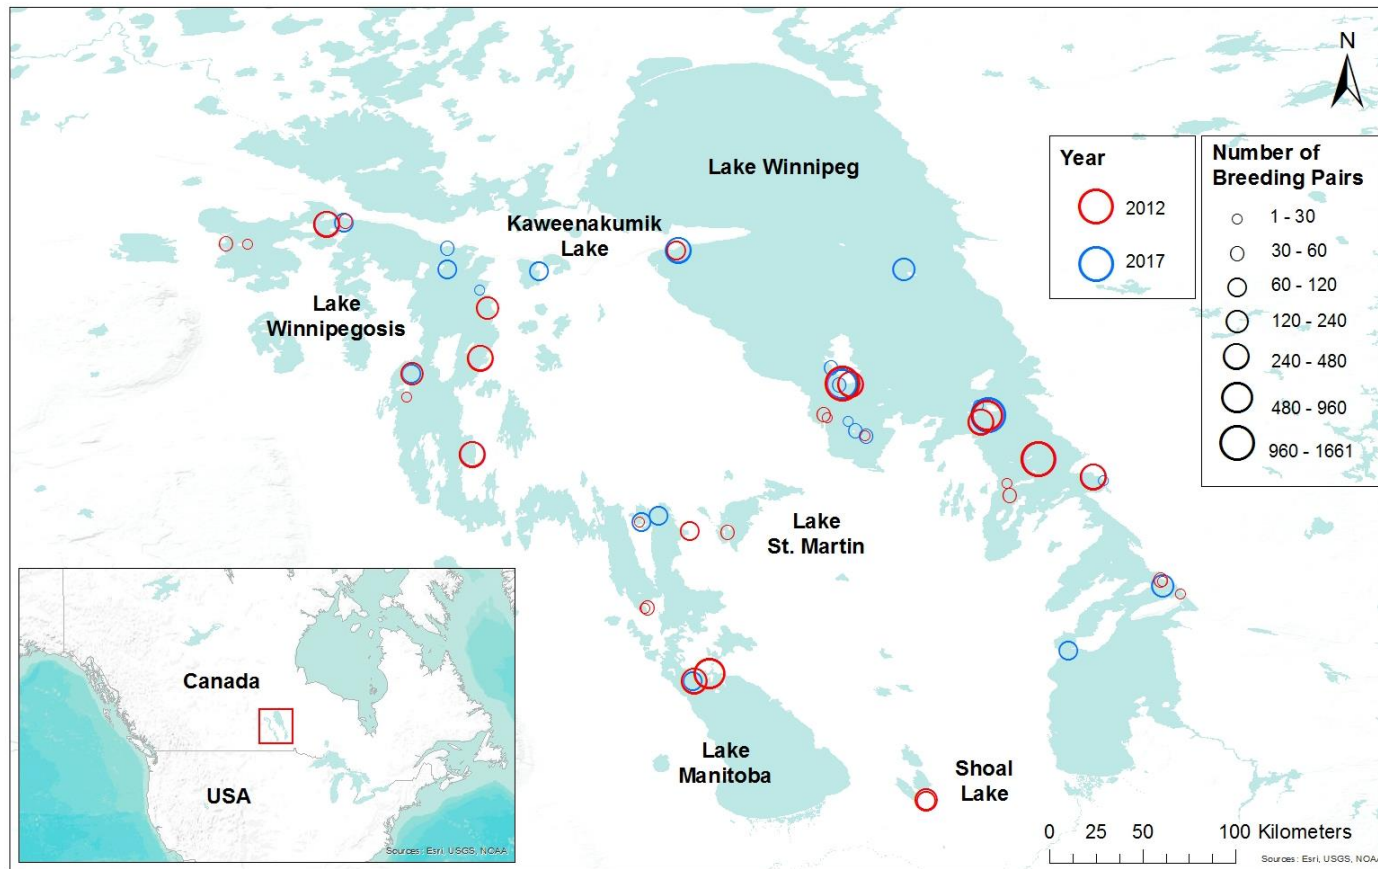 N
Lake Winnipeg
Kaweenakumik
Lake
Lake
Winnipegosis
Lake
St. Martin
Lake
Manitoba
Shoal
Lake
Year
2012
2017
Number of
Breeding Pairs
1 - 30
30 - 60
60 - 120
120 - 240
240 - 480
480 - 960
960 - 1661
Canada
USA
Sources: Esri, USGS, NOAA
0 25 50 100 Kilometers
Sources: Esri, USGS, NOAA